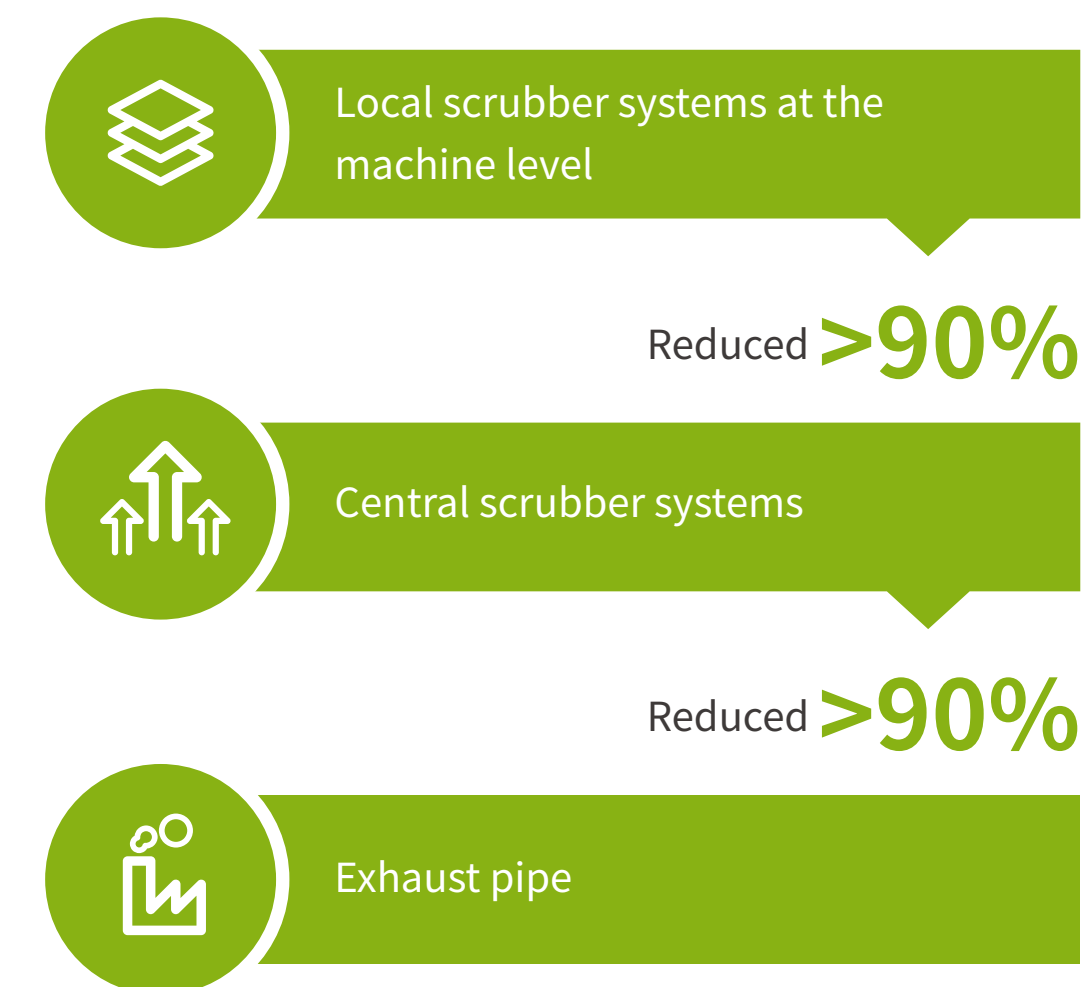 Local scrubber systems at the
machine level
Reduced >90%
Central scrubber systems
Reduced >90%
Exhaust pipe